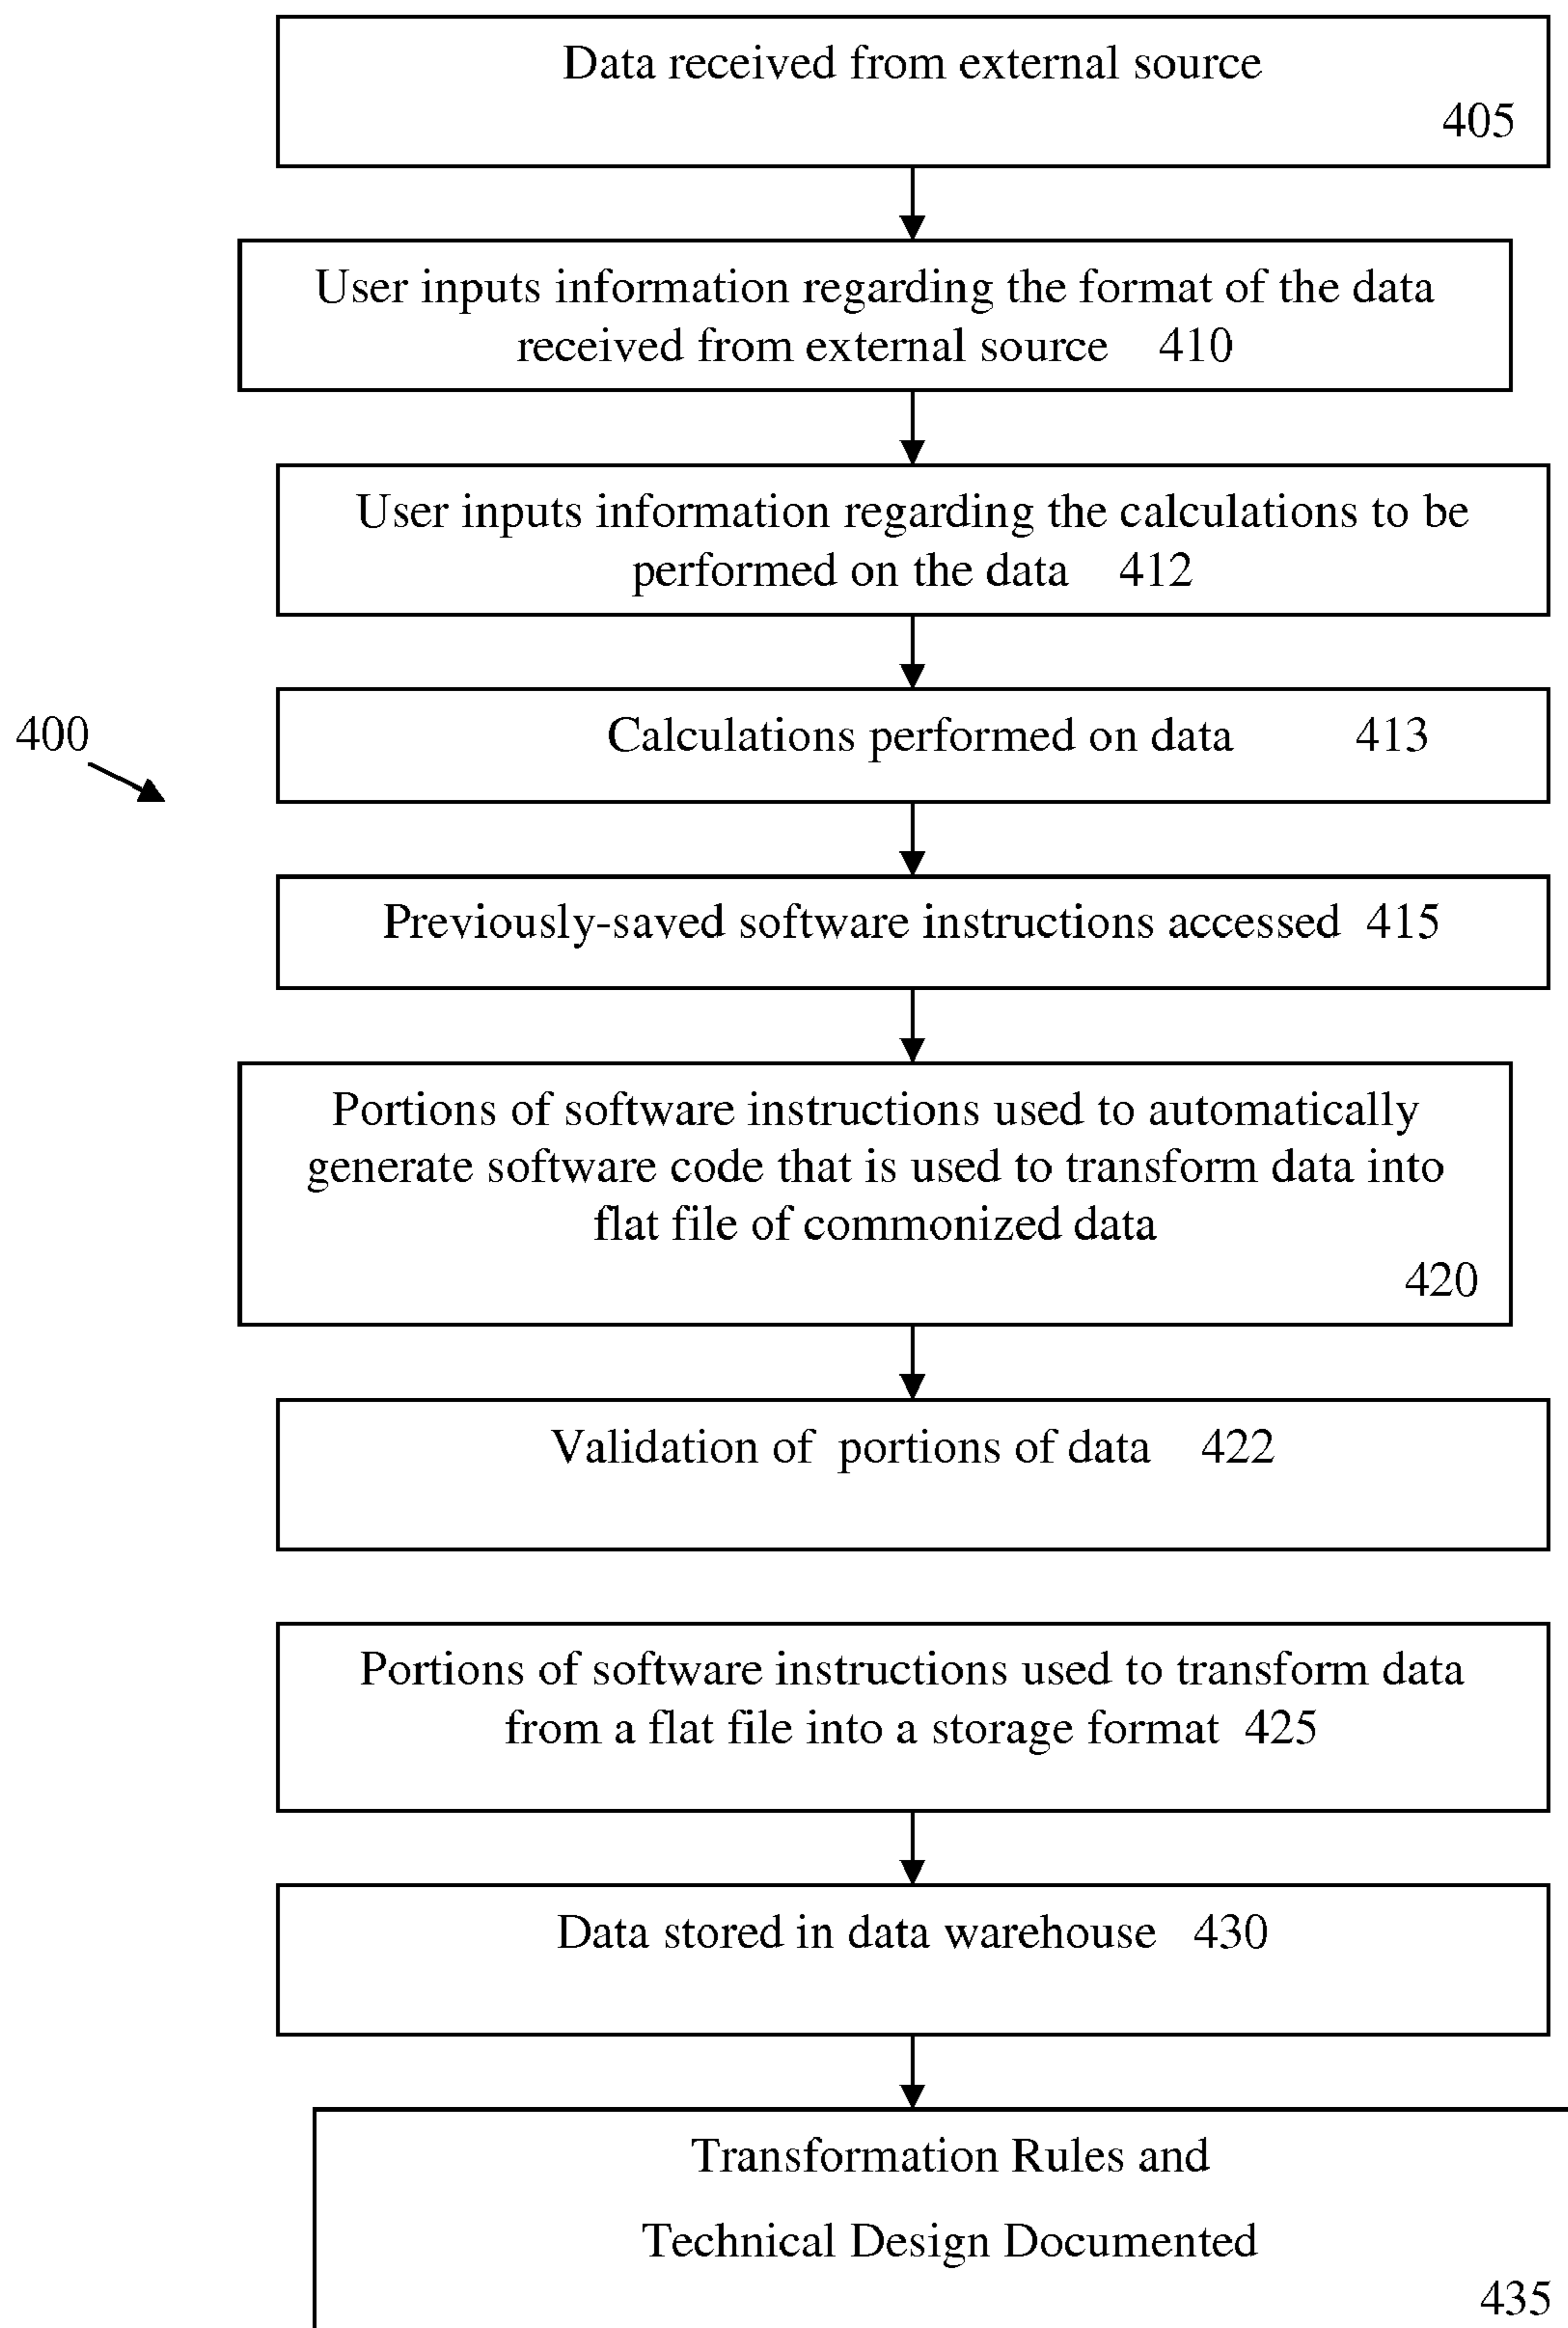 Data received from external source
405
User inputs information regarding the format of the data
received from external source 410
User inputs information regarding the calculations to be
performed on the data 412
400
Calculations performed on data 413
Previously-saved software instructions accessed 415
Portions of software instructions used to automatically
generate software code that is used to transform data into
flat file of commonized data
420
Validation of portions of data 422
Portions of software instructions used to transform data
from a flat file into a storage format 425
Data stored in data warehouse 430
Transformation Rules and
Technical Design Documented
435